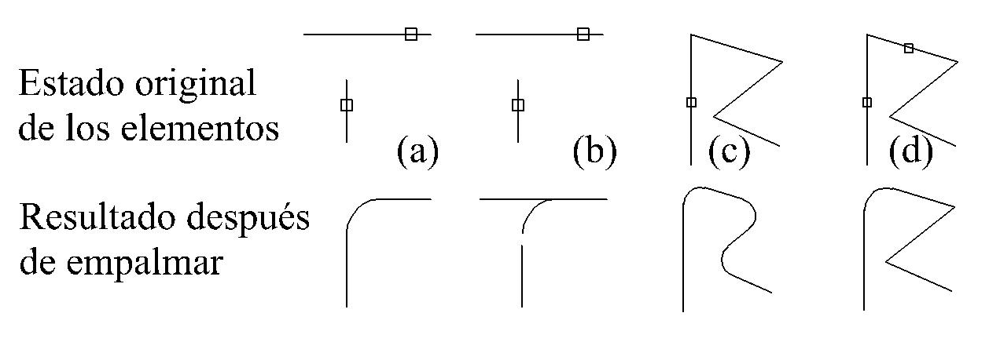 Estado original
de los elementos
(a)
(b)
(c)
(d)
Resultado después
de empalmar